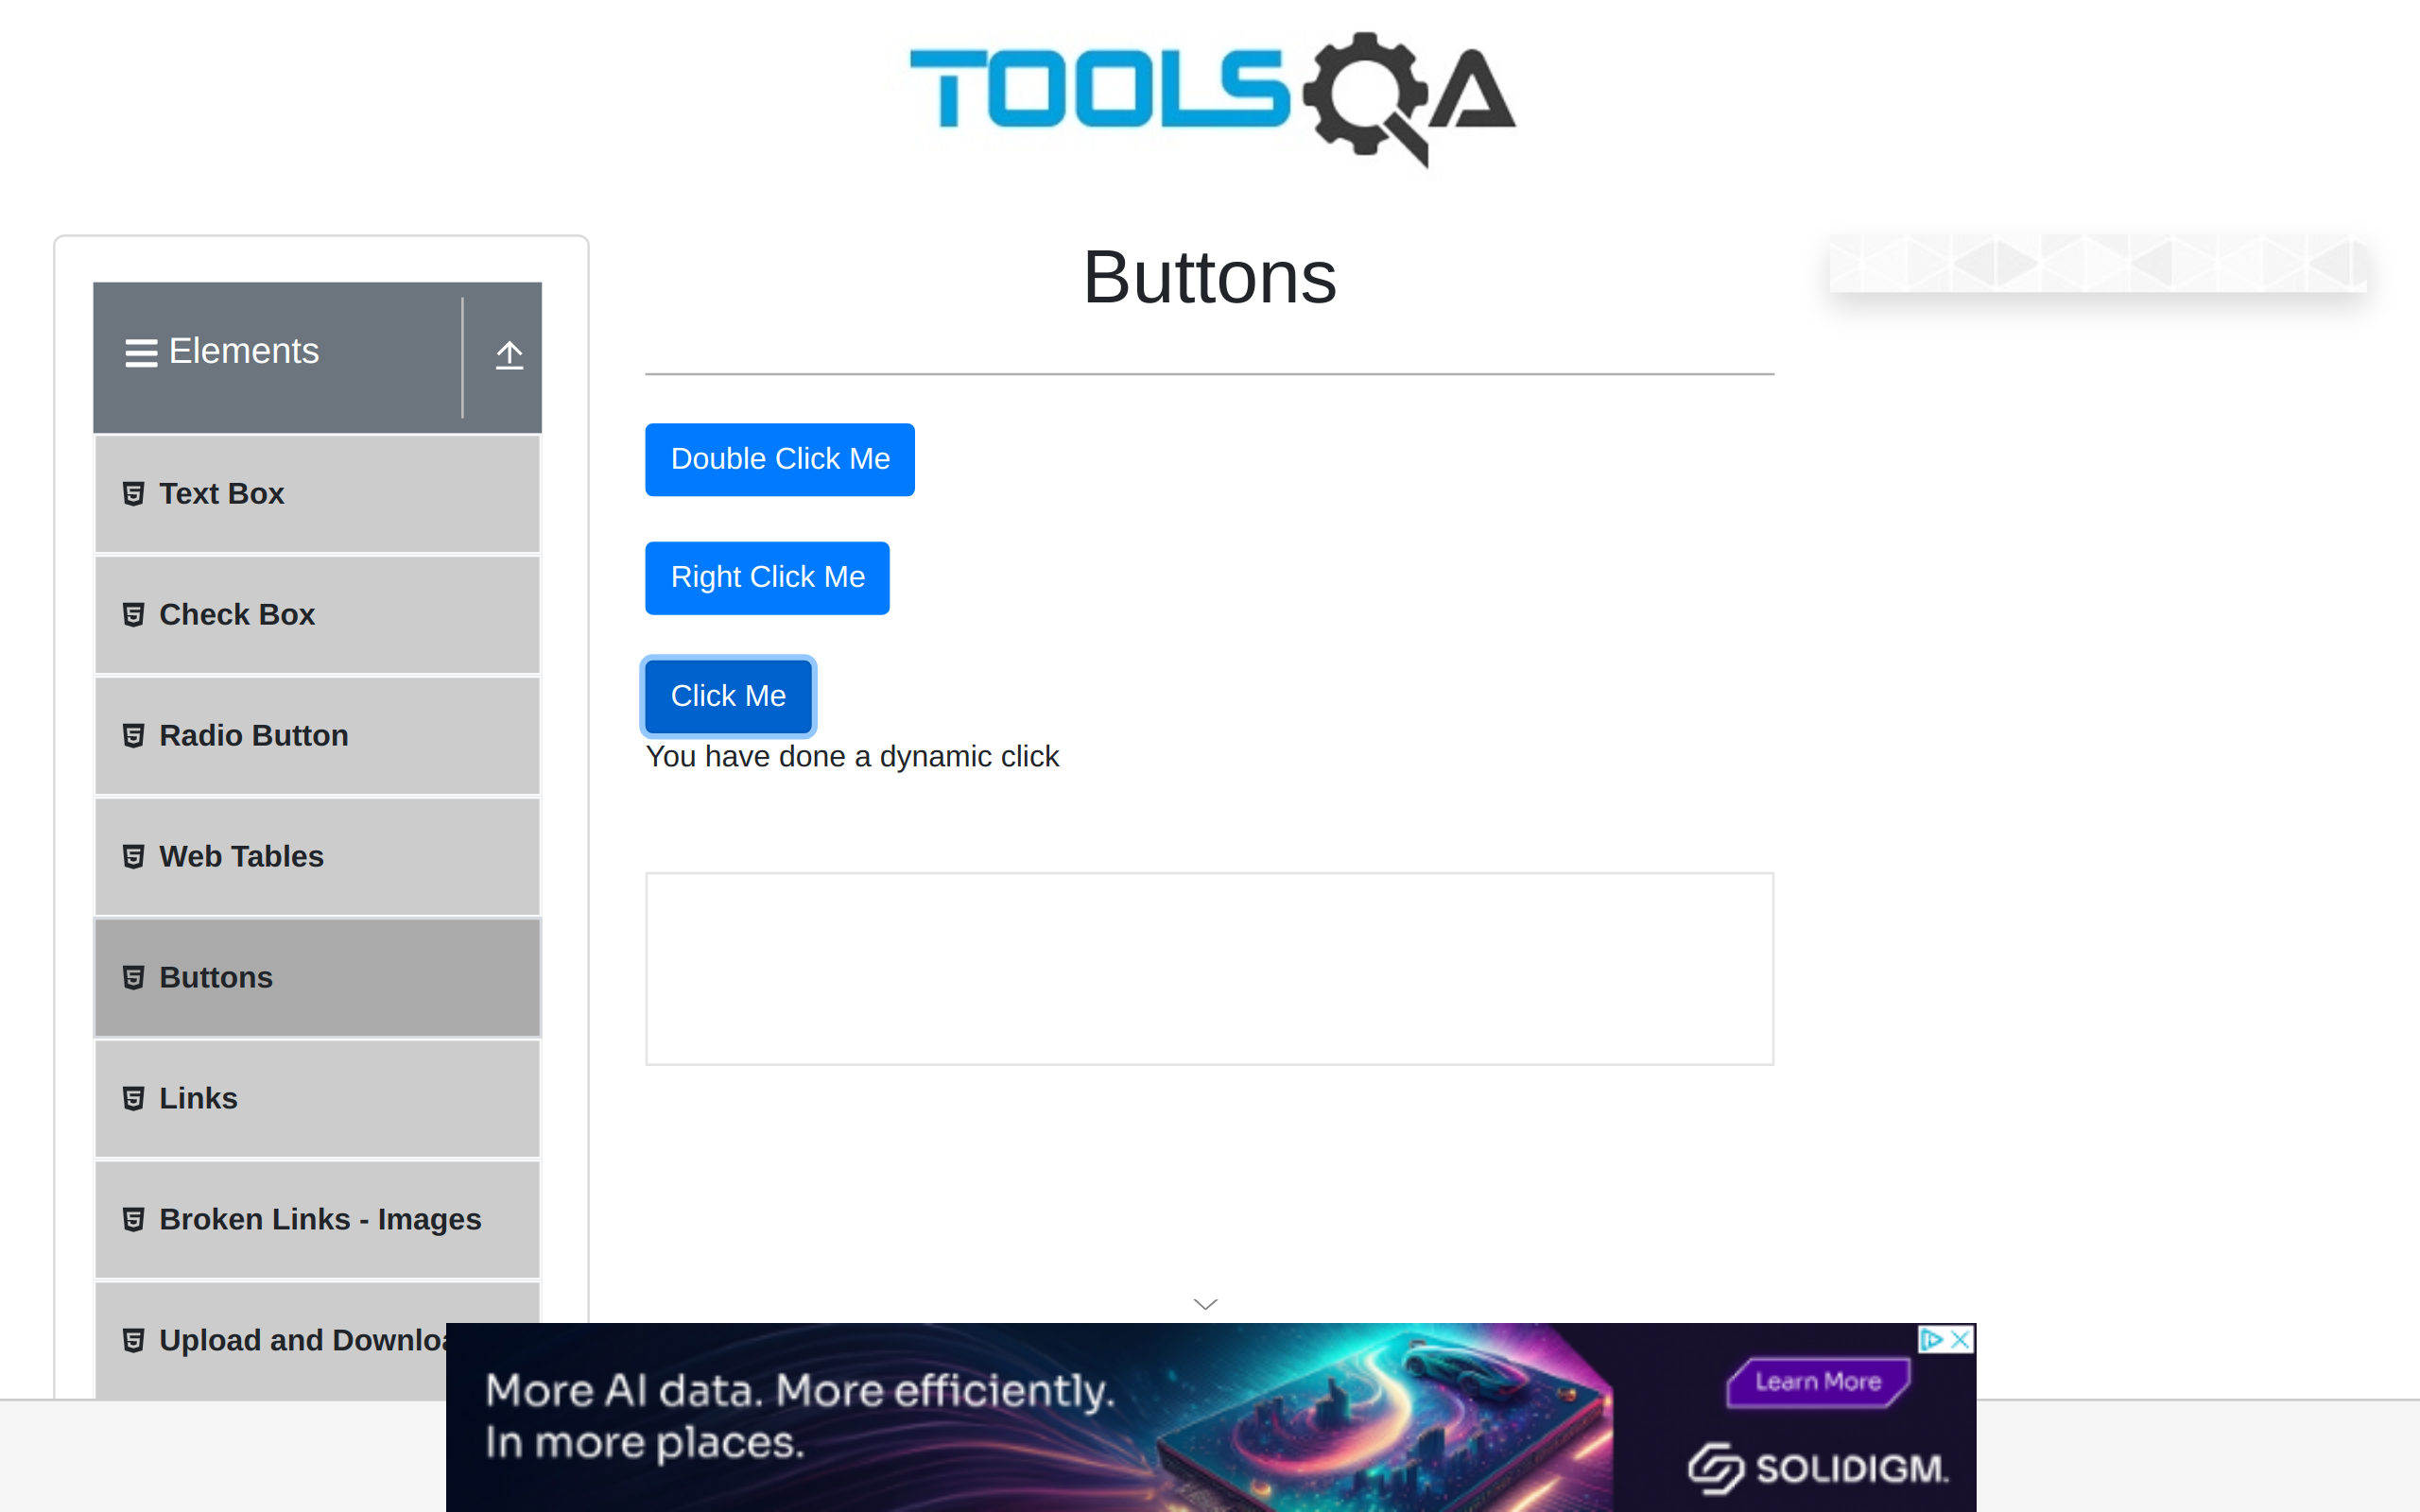 TOOLSQA
Buttons
Elements
Text Box
Check Box
Radio Button
Web Tables
Buttons
Links
Broken Links - Images
Upload and Downloa
Double Click Me
Right Click Me
Click Me
You have done a dynamic click
More AI data. More efficiently.
In more places.
Learn More
SOLIDIGM.